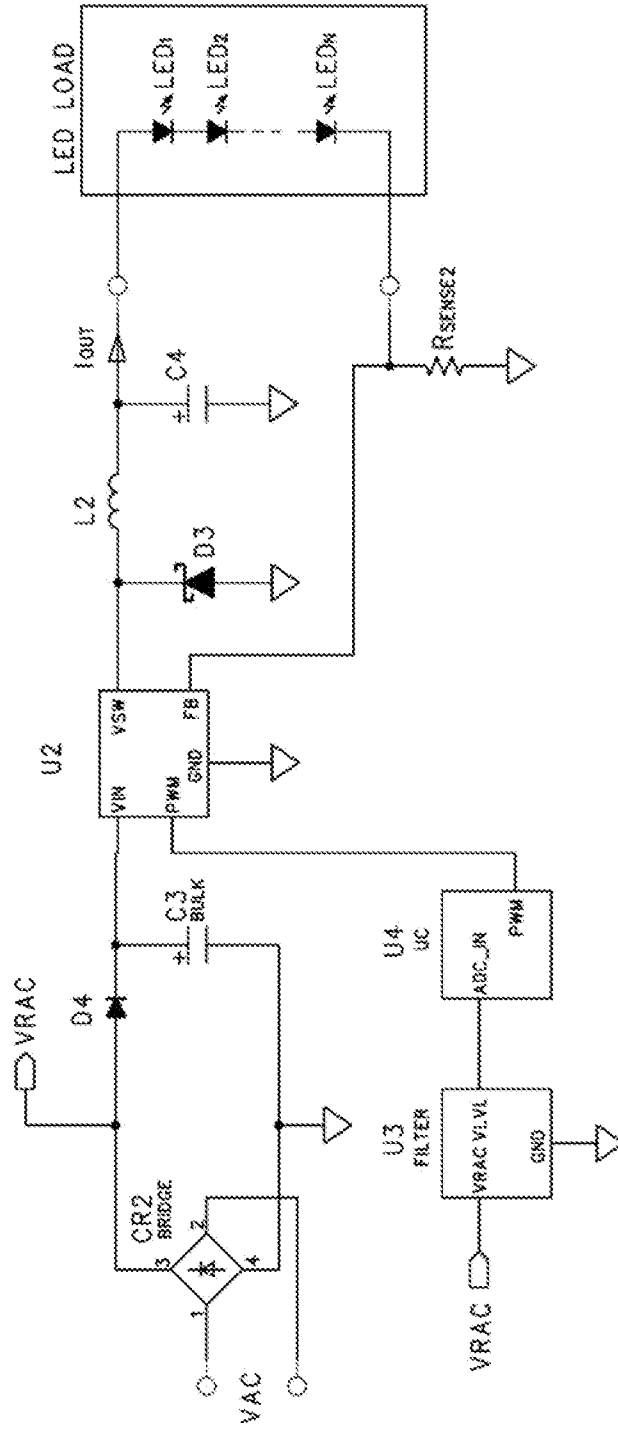 LED LOAD
LED1
LED2
LEDN
IOUT
L2
C4
D3
RSENSE2
U2
VIN
VSW
PWM
GND
FB
VRAC
D4
C3
BULK
+
+
CR2
BRIDGE
1
2
3
4
VAC
U4
UC
ADC_IN
PWM
U3
FILTER
VRAC VLVL
GND
VRAC